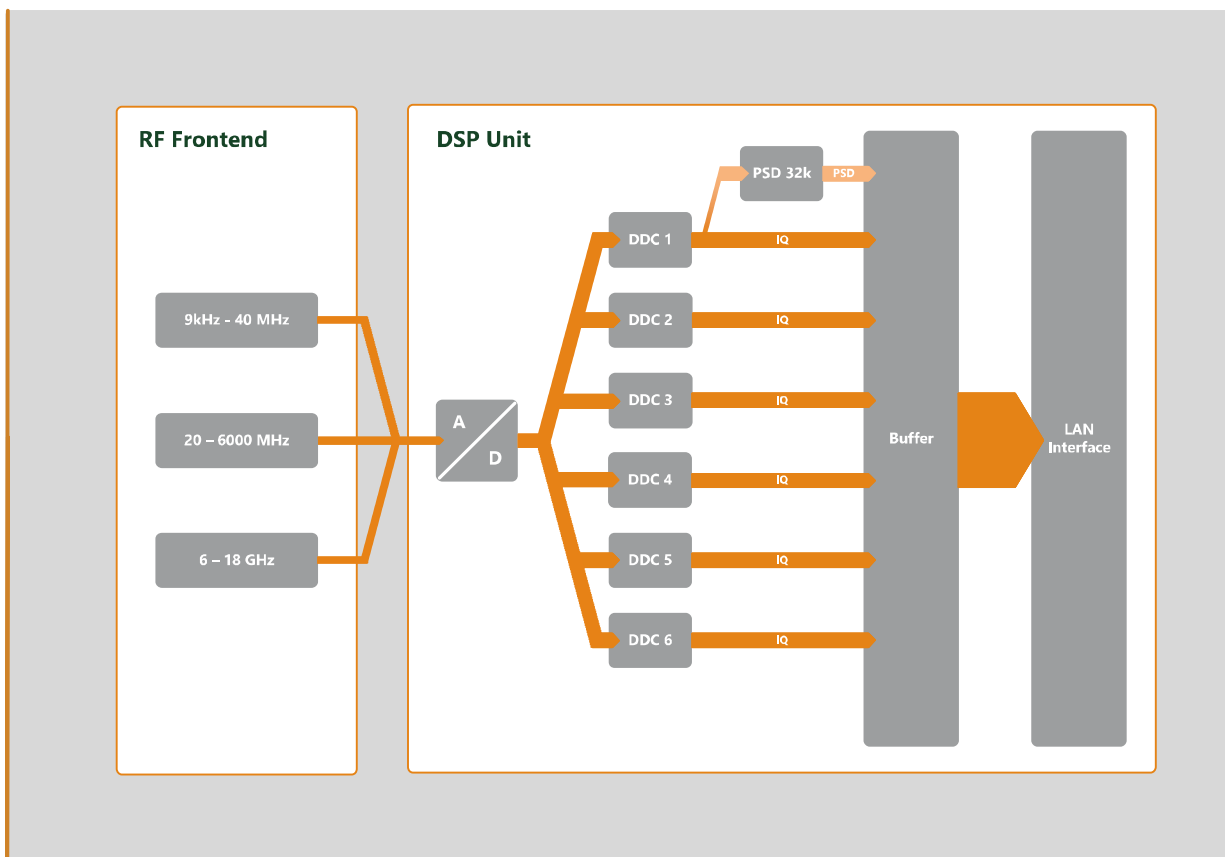 RF Frontend
9kHz - 40 MHz
20 – 6000 MHz
6 – 18 GHz
DSP Unit
A
D
PSD 32k
PSD
DDC 1
IQ
DDC 2
IQ
DDC 3
IQ
DDC 4
IQ
DDC 5
IQ
DDC 6
IQ
Buffer
LAN
Interface